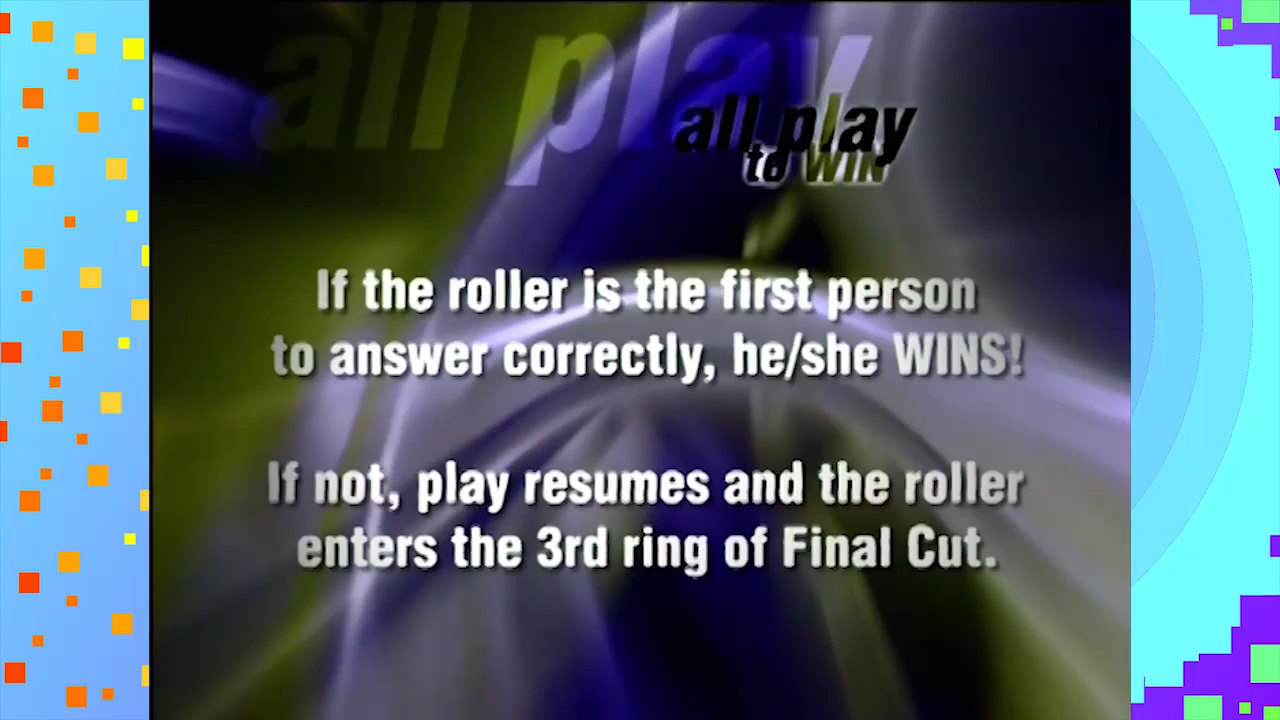 all play
all play
to WIN
If the roller is the first person
to answer correctly, he/she WINS!
If not, play resumes and the roller
enters the 3rd ring of Final Cut.